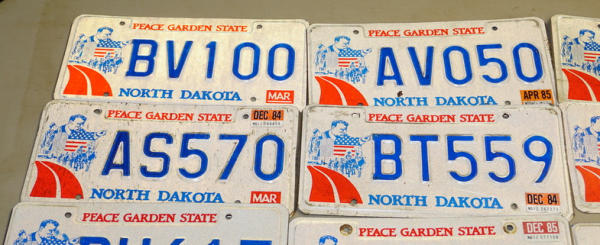 PEACE GARDEN STATE
BV100
NORTH DAKOTA MAR
PEACE GARDEN STATE
AV050
NORTH DAKOTA APR 85
PEACE GARDEN STATE DEC 84
AS570
NORTH DAKOTA MAR
PEACE GARDEN STATE
BT559
NORTH DAKOTA DEC 84
PEACE GARDEN STATE
PEACE GARDEN STATE DEC 85